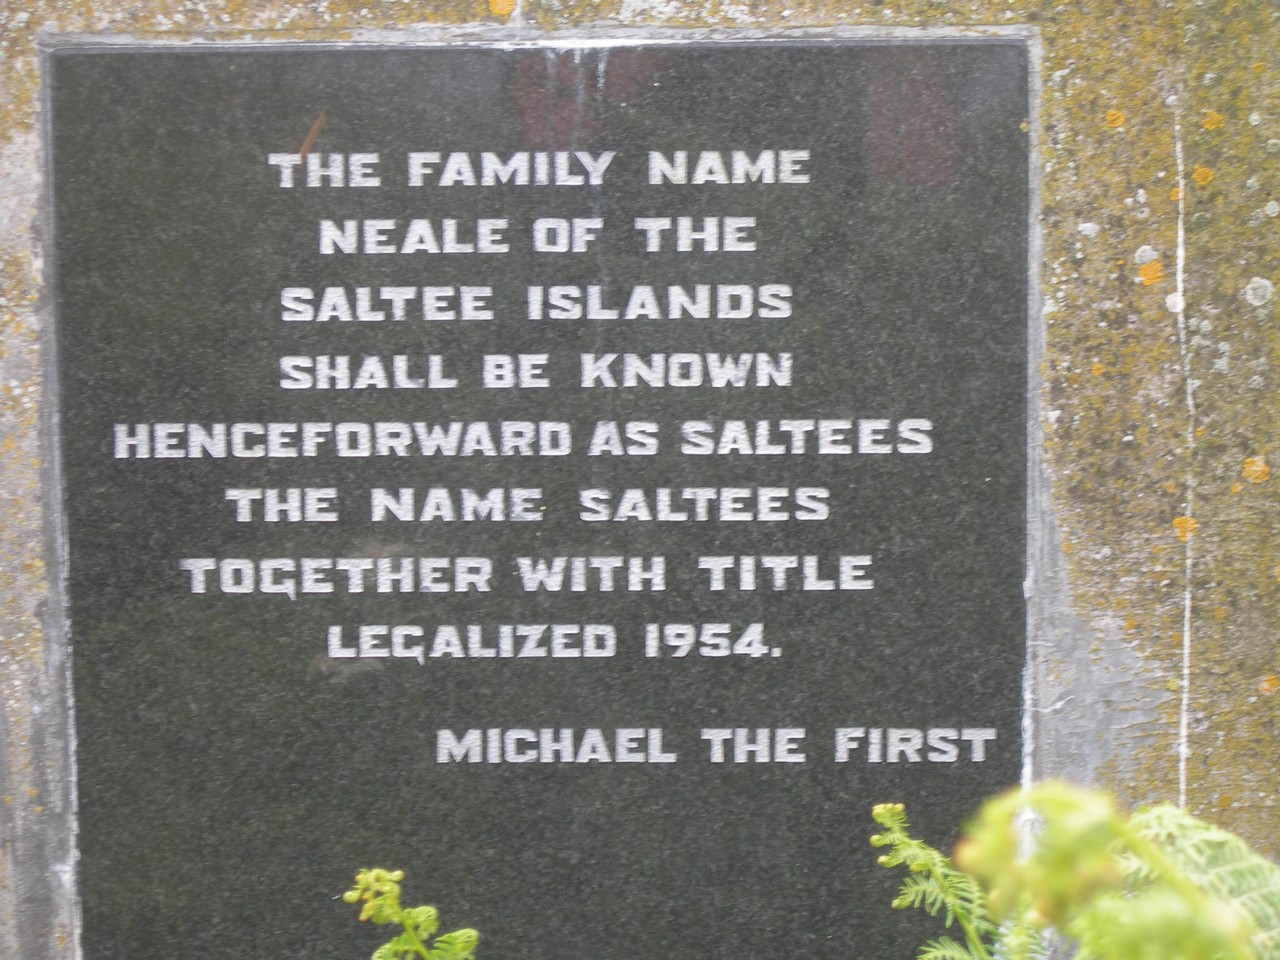 THE FAMILY NAME
NEALE OF THE
SALTEE ISLANDS
SHALL BE KNOWN
HENCEFORWARD AS SALTEES
THE NAME SALTEES
TOGETHER WITH TITLE
LEGALIZED 1954.
MICHAEL THE FIRST